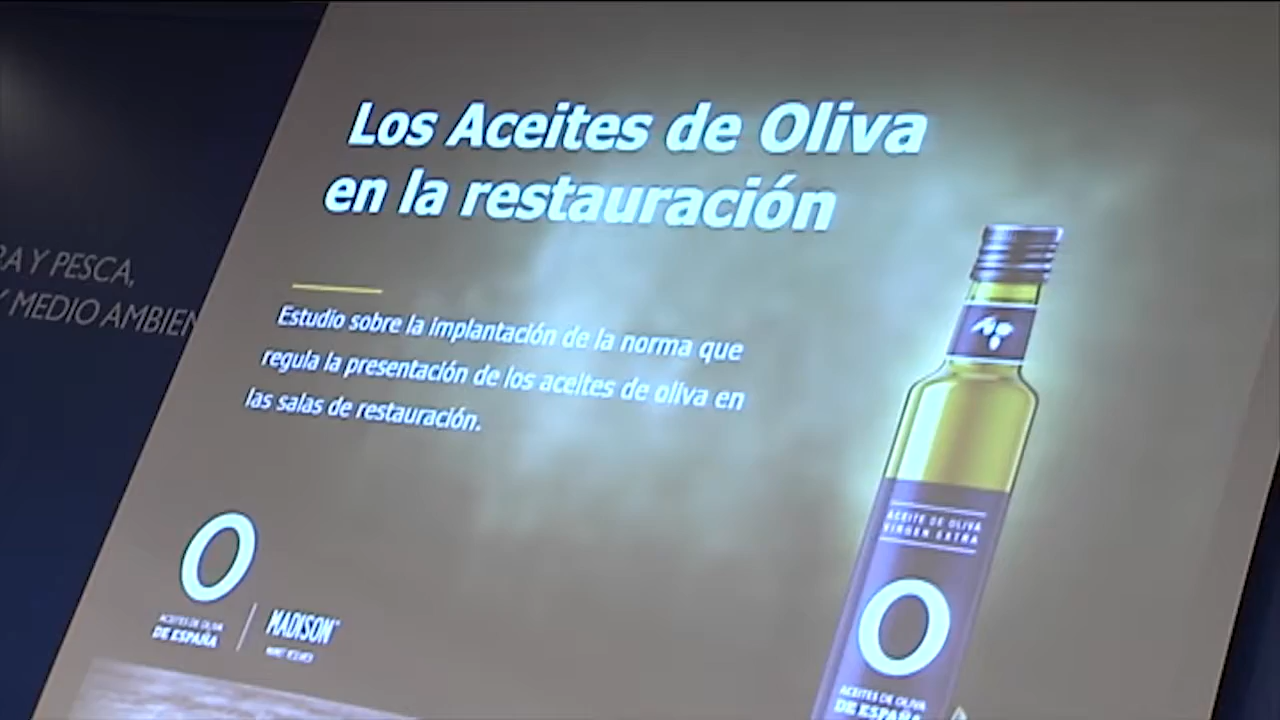 Los Aceites de Oliva
en la restauración
RA Y PESCA,
Y MEDIO AMBIEN
Estudio sobre la implantación de la norma que
regula la presentación de los aceites de oliva en
las salas de restauración.
ACEITE DE OLIVA
VIRGEN EXTRA
O
ACEITES DE OLIVA
DE ESPAÑA
MADISON
O
ACEITES DE OLIVA
DE ESPAÑA